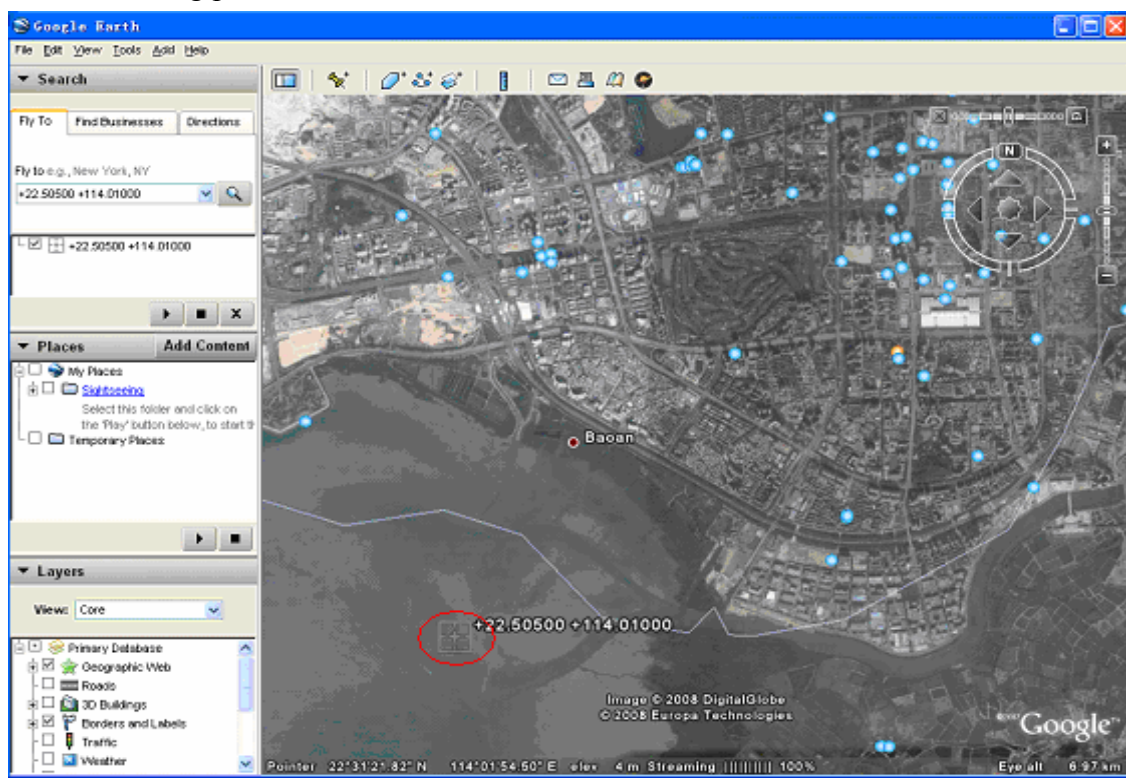 Google Earth
File Edit View Tools Add Help
Search
Fly To Find Businesses Directions
Fly to e.g., New York, NY
+22.50500 +114.01000
+22.50500 +114.01000
Places Add Content
My Places
Sightseeing
Select this folder and click on
the 'Play' button below, to start th
Temporary Places
Layers
View: Core
Primary Database
Geographic Web
Roads
3D Buildings
Borders and Labels
Traffic
Weather
N
Baoan
+22.50500 +114.01000
Image © 2008 DigitalGlobe
© 2008 Europa Technologies
Google
Pointer 22°31'21.82" N 114°01'54.50" E elev 4 m Streaming |||||||||| 100% Eye alt 6.97 km